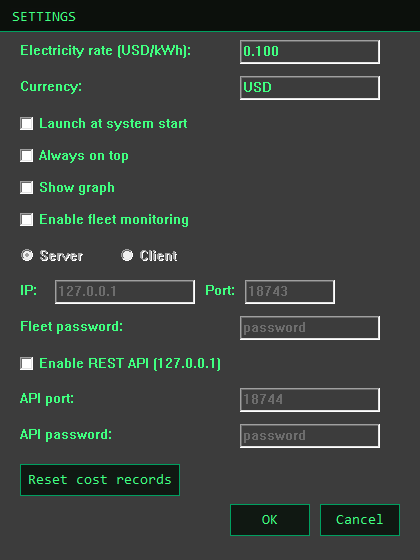 SETTINGS
Electricity rate (USD/kWh): 0.100
Currency: USD
Launch at system start
Always on top
Show graph
Enable fleet monitoring
Server Client
IP: 127.0.0.1 Port: 18743
Fleet password: password
Enable REST API (127.0.0.1)
API port: 18744
API password: password
Reset cost records
OK Cancel